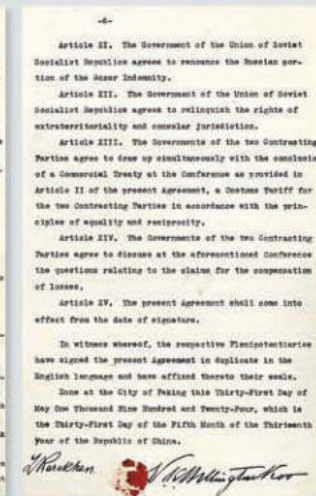 -6-
Article XI. The Government of the Union of Soviet
Socialist Republics agrees to renounce the Russian por-
tion of the Boxer Indemnity.
Article XII. The Government of the Union of Soviet
Socialist Republics agrees to relinquish the rights of
extraterritoriality and consular jurisdiction.
Article XIII. The Governments of the two Contracting
Parties agree to draw up simultaneously with the conclusion
of a Commercial Treaty at the Conference as provided in
Article II of the present Agreement, a Customs Tariff for
the two Contracting Parties in accordance with the prin-
ciples of equality and reciprocity.
Article XIV. The Governments of the two Contracting
Parties agree to discuss at the aforementioned Conference
the questions relating to the claims for the compensation
of losses.
Article XV. The present Agreement shall come into
effect from the date of signature.
In witness whereof, the respective Plenipotentiaries
have signed the present Agreement in duplicate in the
English language and have affixed thereto their seals.
Done at the City of Peking this Thirty-First Day of
May One Thousand Nine Hundred and Twenty-Four, which is
the Thirty-First Day of the Fifth Month of the Thirteenth
Year of the Republic of China.
L Karakhan V. K. Wellington Koo